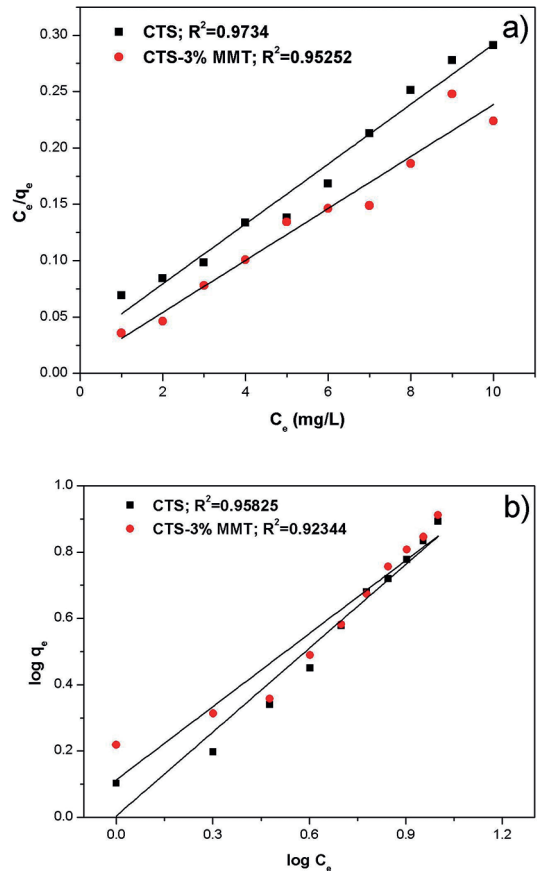 a)
CTS; R²=0.9734
CTS-3% MMT; R²=0.95252
0.30
0.25
0.20
0.15
0.10
0.05
0.00
Cₑ/qₑ
0 2 4 6 8 10
Cₑ (mg/L)
b)
CTS; R²=0.95825
CTS-3% MMT; R²=0.92344
1.0
0.8
0.6
0.4
0.2
0.0
log qₑ
0.0 0.3 0.6 0.9 1.2
log Cₑ